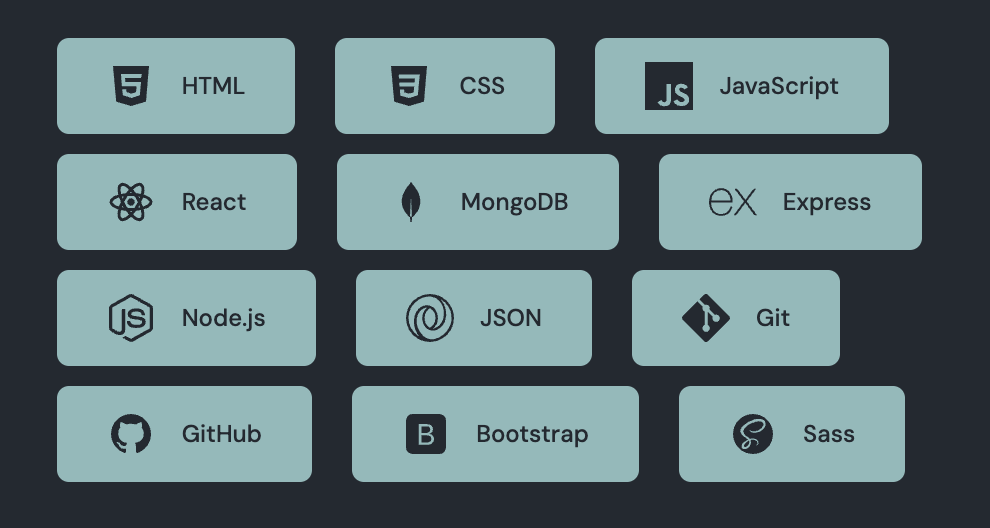 HTML
CSS
JS JavaScript
React
MongoDB
ex Express
JS Node.js
JSON
Git
GitHub
B Bootstrap
Sass